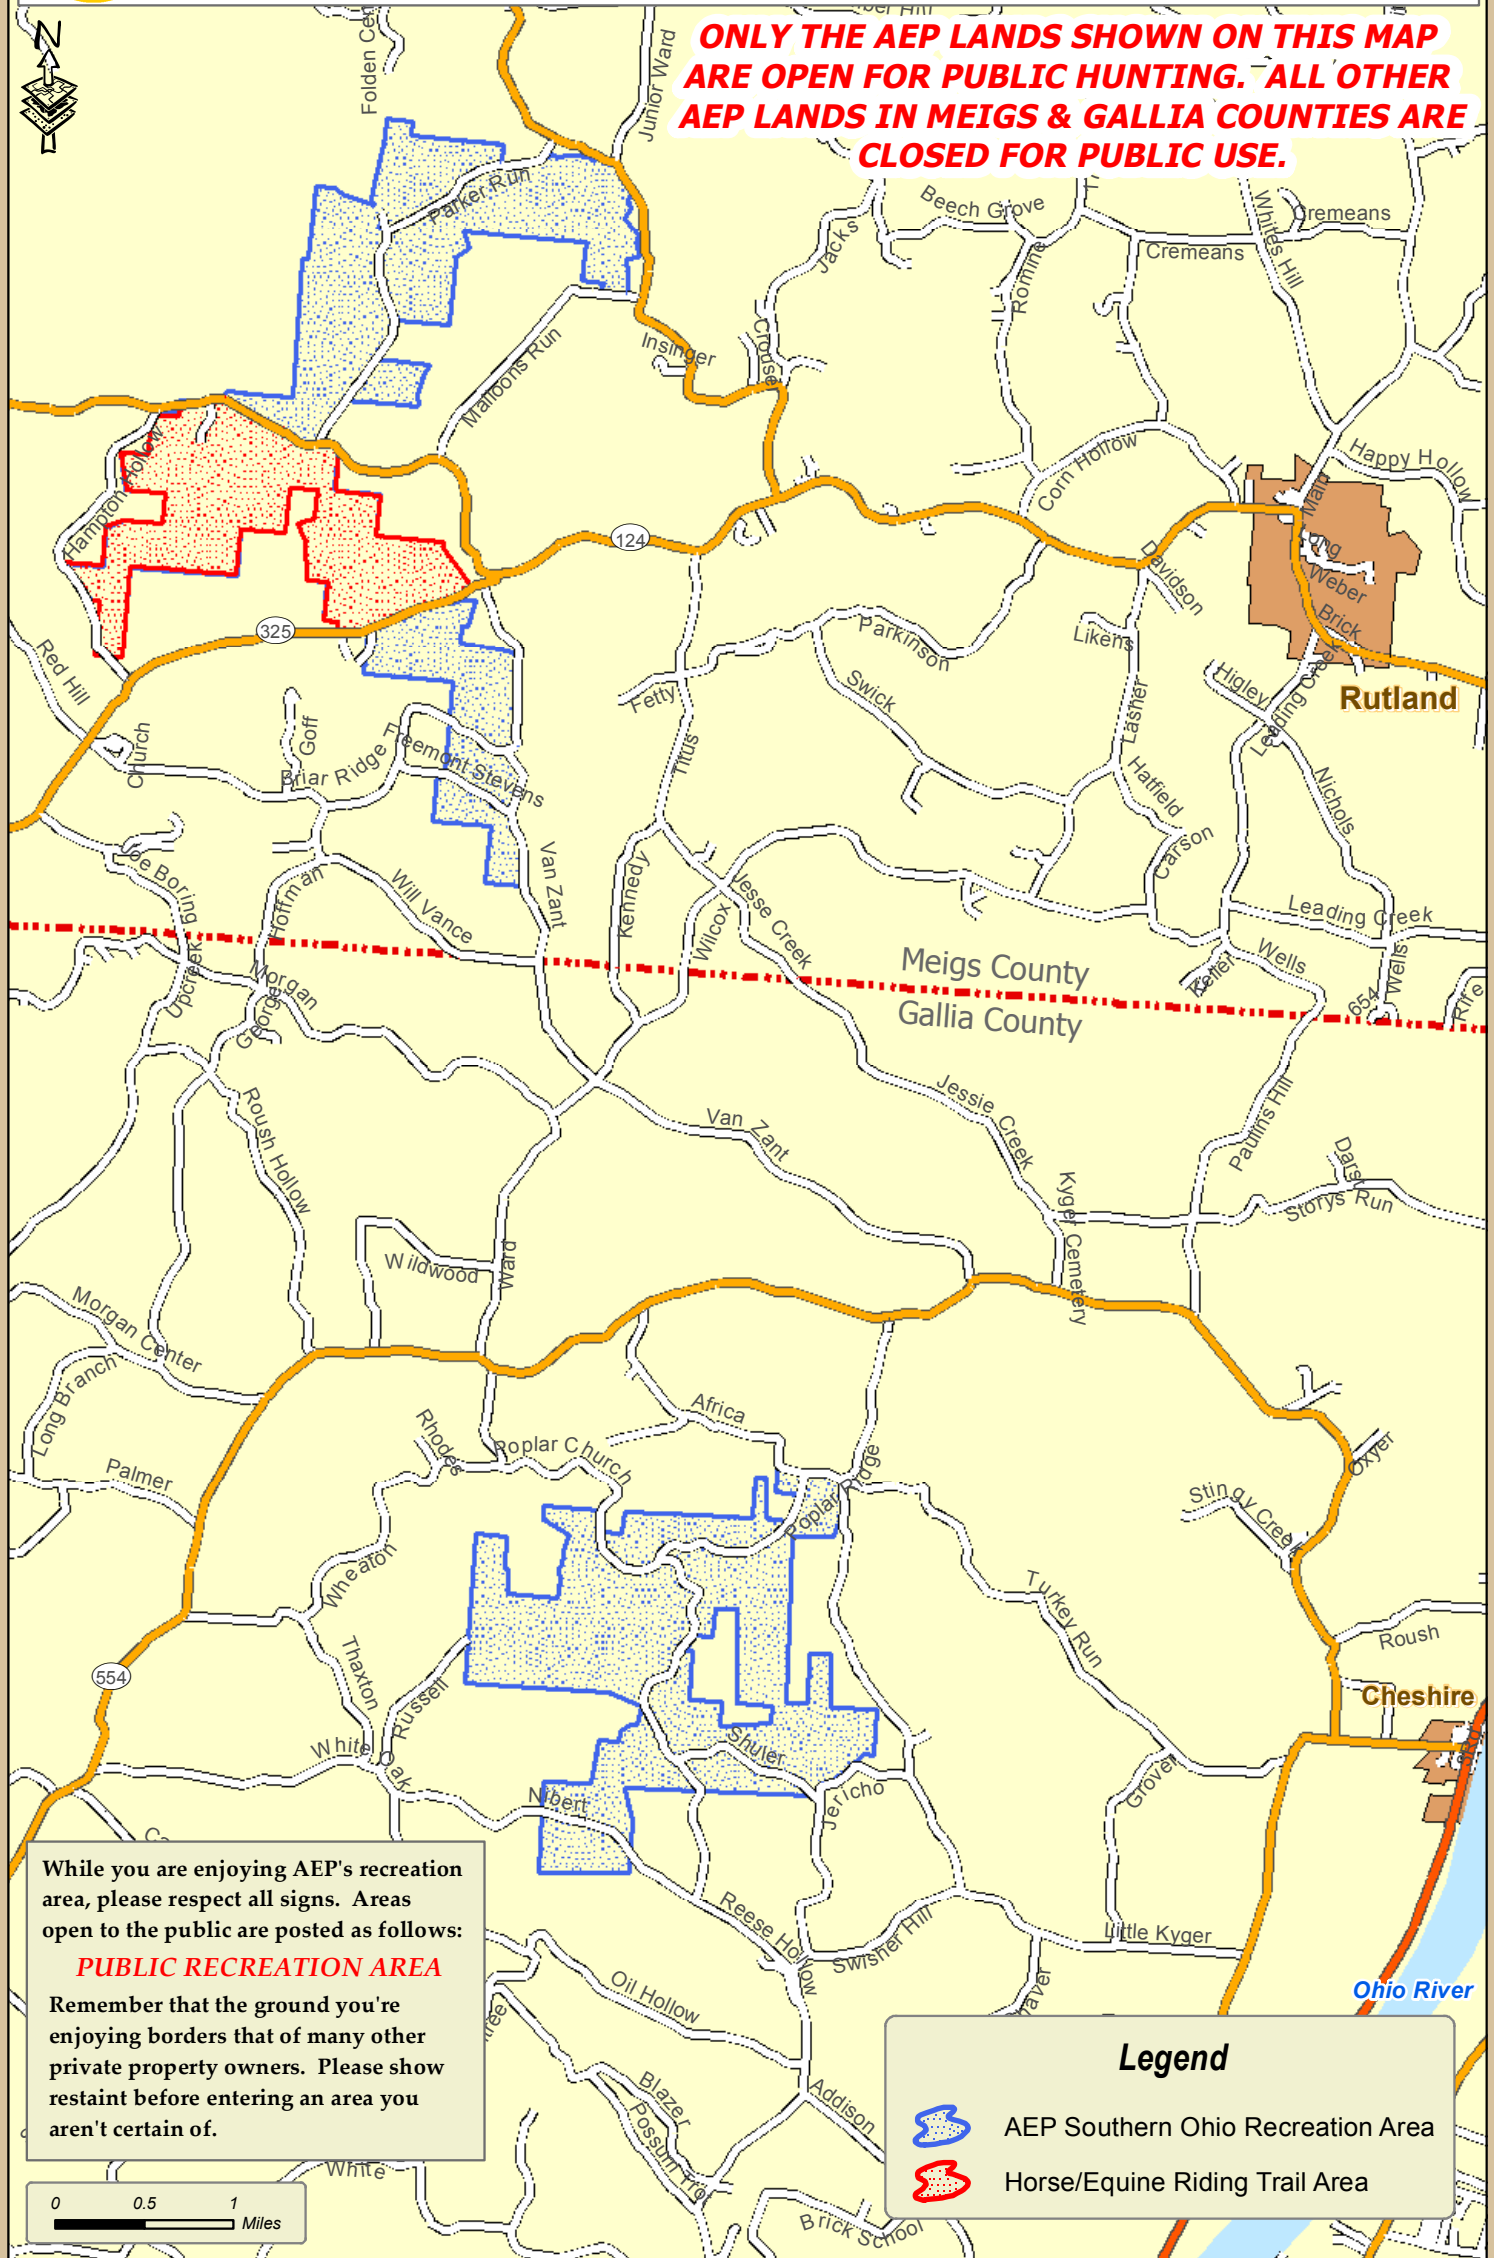 N
ONLY THE AEP LANDS SHOWN ON THIS MAP
ARE OPEN FOR PUBLIC HUNTING. ALL OTHER
AEP LANDS IN MEIGS & GALLIA COUNTIES ARE
CLOSED FOR PUBLIC USE.
Junior Ward
Parker Run
Beech Grove
Jacks
Romine
Cremeans
Cremeans
Whites Hill
Insinger
Crouse
Malloons Run
Hampton Hollow
Corn Hollow
Happy Hollow
Main
Long
Weber
Brick
124
325
Davidson
Likens
Parkinson
Swick
Fetty
Titus
Lasher
Higley
Leading Creek
Rutland
Red Hill
Church
Goff
Briar Ridge
Freemont Stevens
Hatfield
Carson
Nichols
Joe Boring
Hoffman
Will Vance
Van Zant
Kennedy
Wilcox
Jesse Creek
Leading Creek
Upcreek
Morgan
George
Meigs County
Gallia County
Keller
Wells
Wells
654
Rife
Roush Hollow
Van Zant
Jessie Creek
Kyger Cemetery
Paulins Hill
Darst
Storys Run
Wildwood
Ward
Morgan Center
Long Branch
Palmer
Rhodes
Poplar Church
Africa
Poplar Ridge
Oxyer
Stingy Creek
Wheaton
Turkey Run
Roush
Thaxton
Russell
554
Cheshire
White Oak
Shuler
Nibert
Jericho
Grover
Reese Hollow
Swisher Hill
Little Kyger
Oil Hollow
Ohio River
Blazer
Possum Trot
Addison
White
Brick School
While you are enjoying AEP's recreation
area, please respect all signs. Areas
open to the public are posted as follows:
PUBLIC RECREATION AREA
Remember that the ground you're
enjoying borders that of many other
private property owners. Please show
restaint before entering an area you
aren't certain of.
0 0.5 1
Miles
Legend
AEP Southern Ohio Recreation Area
Horse/Equine Riding Trail Area